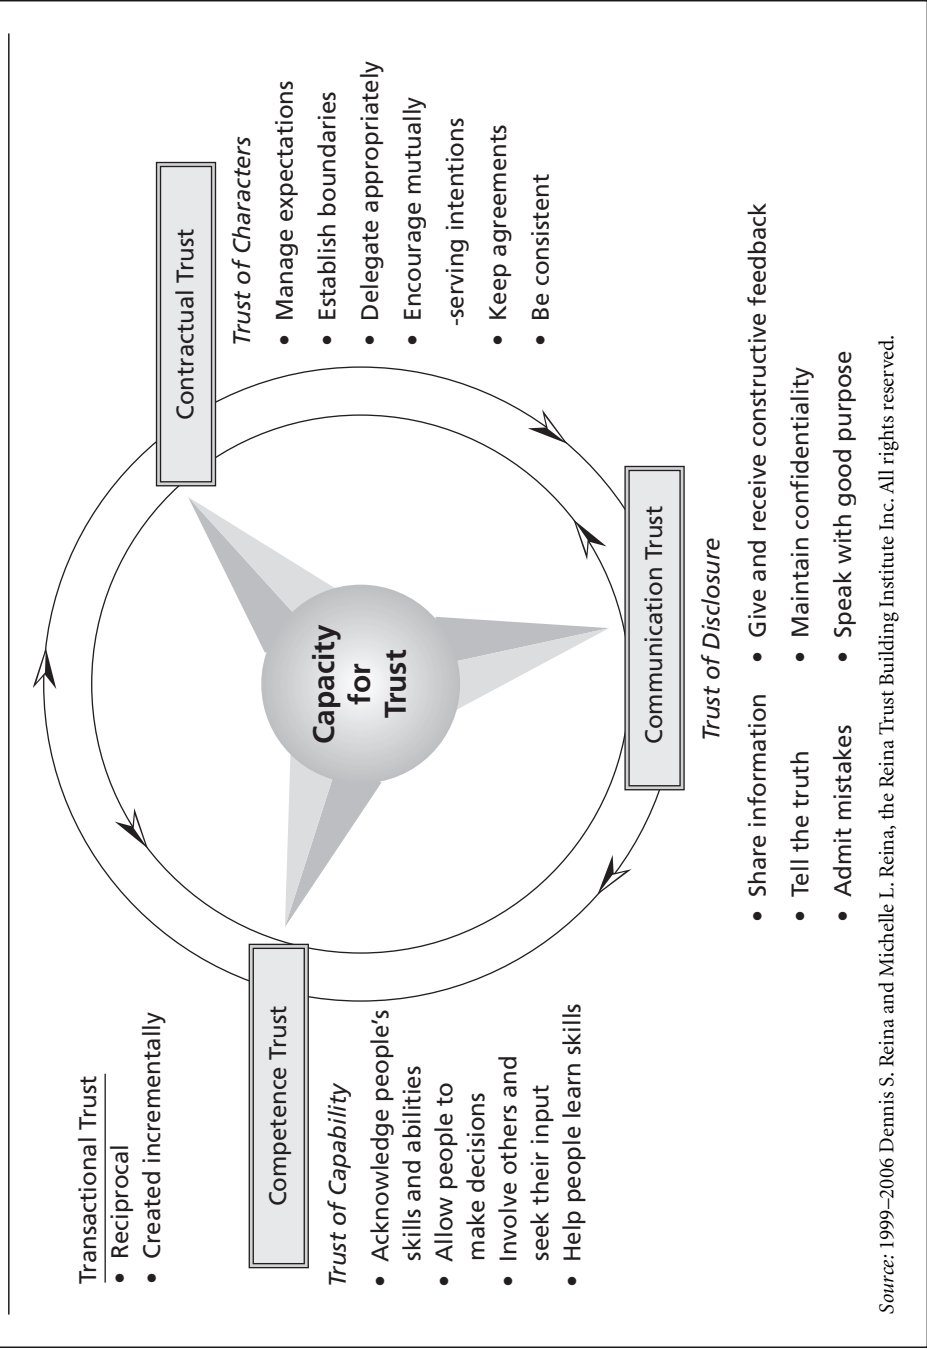 Transactional Trust
• Reciprocal
• Created incrementally
Competence Trust
Trust of Capability
• Acknowledge people’s
skills and abilities
• Allow people to
make decisions
• Involve others and
seek their input
• Help people learn skills
Capacity
for
Trust
Contractual Trust
Trust of Characters
• Manage expectations
• Establish boundaries
• Delegate appropriately
• Encourage mutually
-serving intentions
• Keep agreements
• Be consistent
Communication Trust
Trust of Disclosure
• Share information
• Tell the truth
• Admit mistakes
• Give and receive constructive feedback
• Maintain confidentiality
• Speak with good purpose
Source: 1999–2006 Dennis S. Reina and Michelle L. Reina, the Reina Trust Building Institute Inc. All rights reserved.